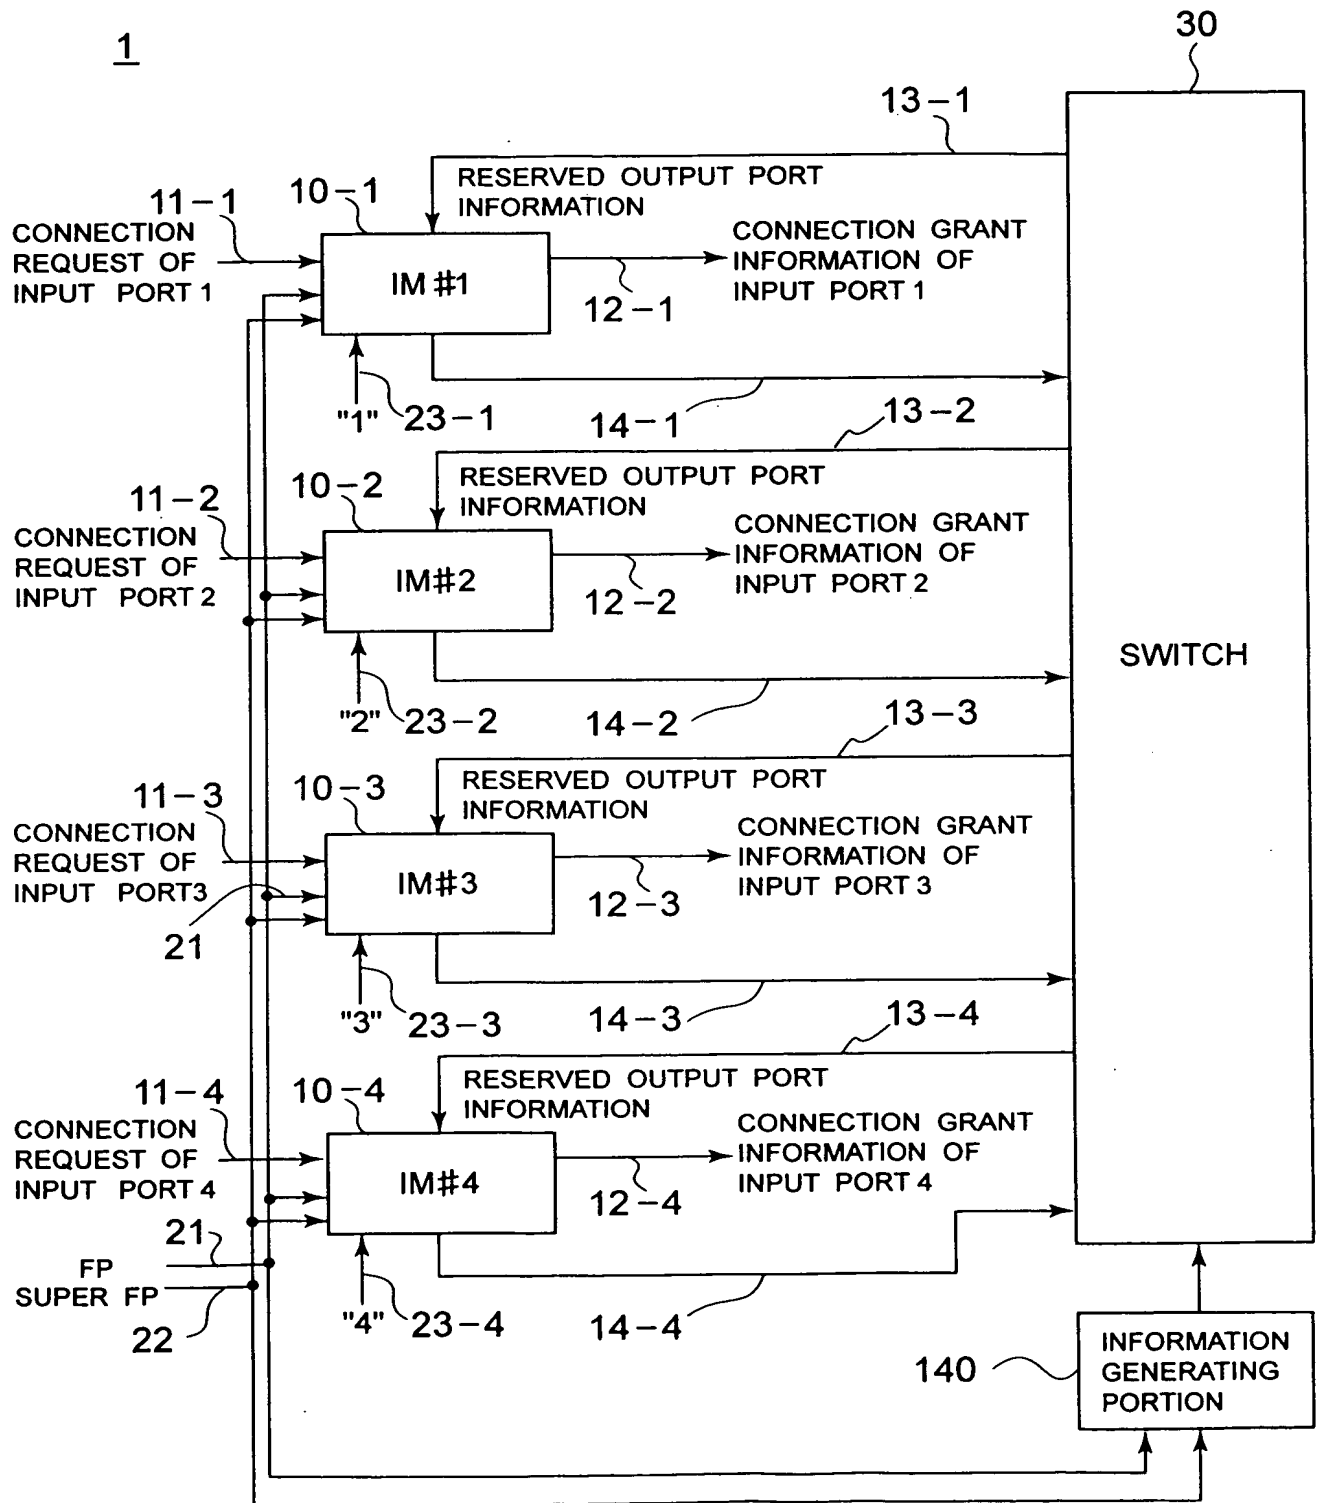 1
30
13-1
10-1
RESERVED OUTPUT PORT
INFORMATION
11-1
CONNECTION
REQUEST OF
INPUT PORT 1
IM #1
CONNECTION GRANT
INFORMATION OF
INPUT PORT 1
12-1
"1"
23-1
14-1
13-2
10-2
RESERVED OUTPUT PORT
INFORMATION
11-2
CONNECTION
REQUEST OF
INPUT PORT 2
IM#2
CONNECTION GRANT
INFORMATION OF
INPUT PORT 2
12-2
SWITCH
"2"
23-2
14-2
13-3
10-3
RESERVED OUTPUT PORT
INFORMATION
11-3
CONNECTION
REQUEST OF
INPUT PORT3
IM#3
CONNECTION GRANT
INFORMATION OF
INPUT PORT 3
12-3
21
"3"
23-3
14-3
13-4
10-4
RESERVED OUTPUT PORT
INFORMATION
11-4
CONNECTION
REQUEST OF
INPUT PORT 4
IM#4
CONNECTION GRANT
INFORMATION OF
INPUT PORT 4
12-4
21
FP
SUPER FP
22
"4"
23-4
14-4
140
INFORMATION
GENERATING
PORTION